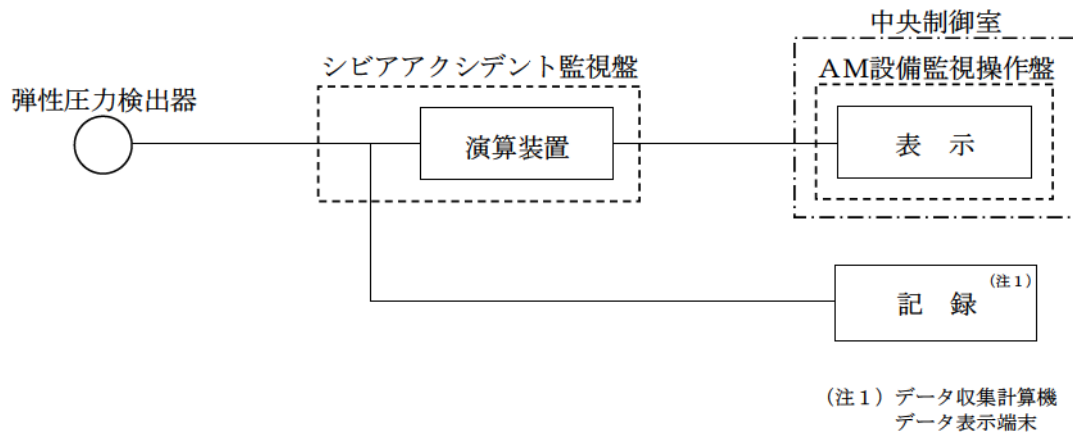 中央制御室
シビアアクシデント監視盤
ＡＭ設備監視操作盤
弾性圧力検出器
演算装置
表　示
(注１)
記　録
(注１) データ収集計算機
データ表示端末